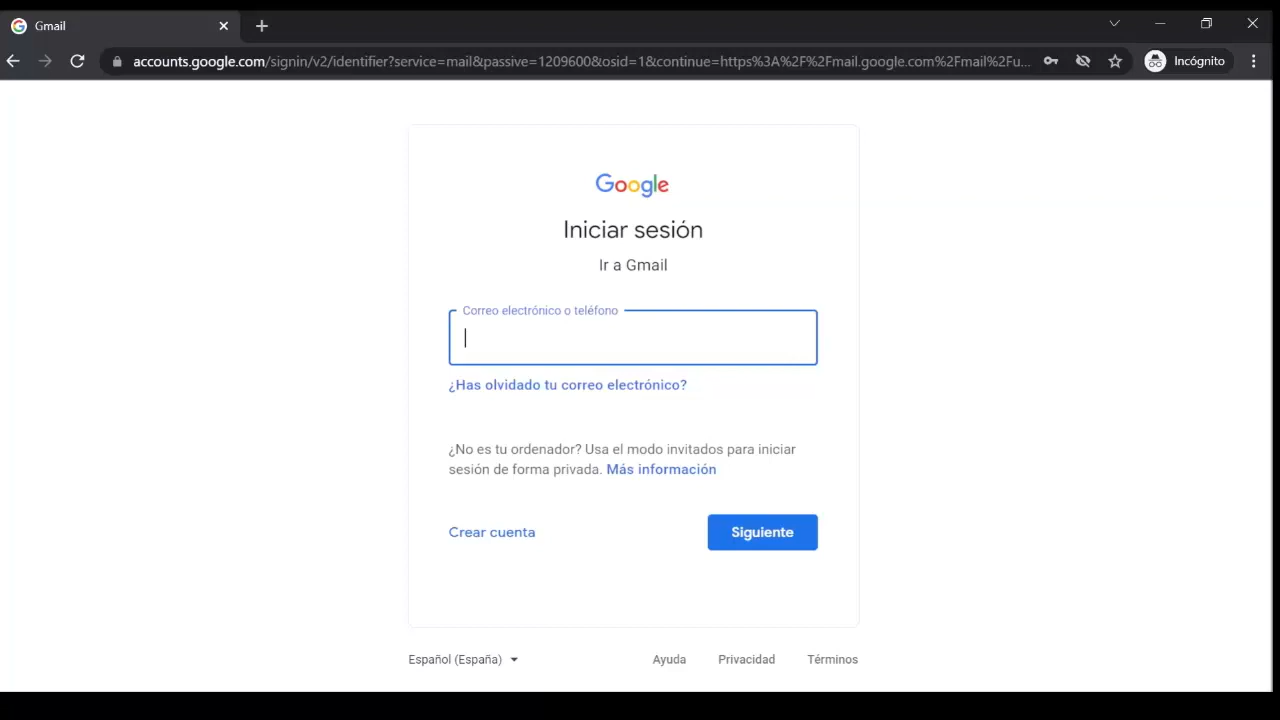 Gmail
accounts.google.com/signin/v2/identifier?service=mail&passive=1209600&osid=1&continue=https%3A%2F%2Fmail.google.com%2Fmail%2Fu...
Incógnito
Google
Iniciar sesión
Ir a Gmail
Correo electrónico o teléfono
¿Has olvidado tu correo electrónico?
¿No es tu ordenador? Usa el modo invitados para iniciar
sesión de forma privada. Más información
Crear cuenta
Siguiente
Español (España)
Ayuda
Privacidad
Términos